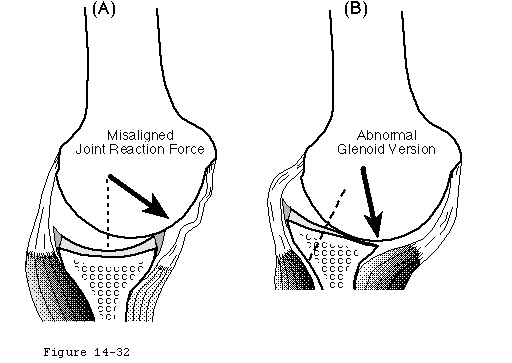 (A)
(B)
Misaligned
Joint Reaction Force
Abnormal
Glenoid Version
Figure 14-32